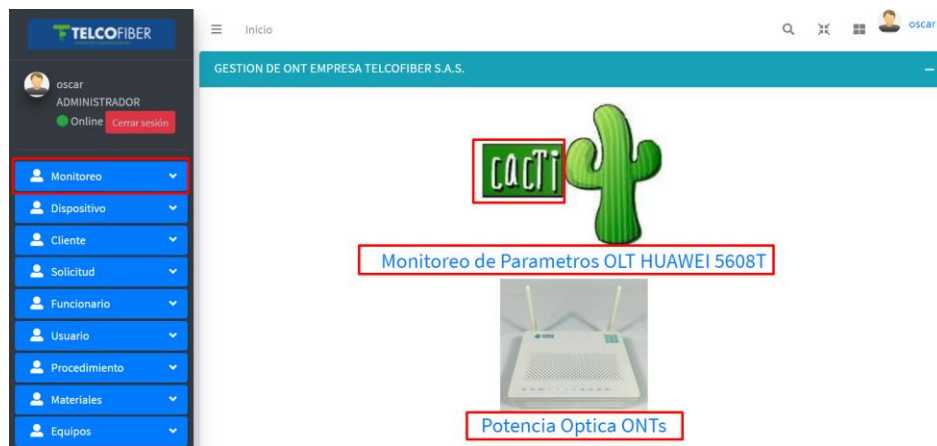 TELCOFIBER
Inicio
oscar
GESTION DE ONT EMPRESA TELCOFIBER S.A.S.
oscar
ADMINISTRADOR
Online Cerrar sesión
Monitoreo
Dispositivo
Cliente
Solicitud
Funcionario
Usuario
Procedimiento
Materiales
Equipos
cacti
Monitoreo de Parametros OLT HUAWEI 5608T
Potencia Optica ONTs